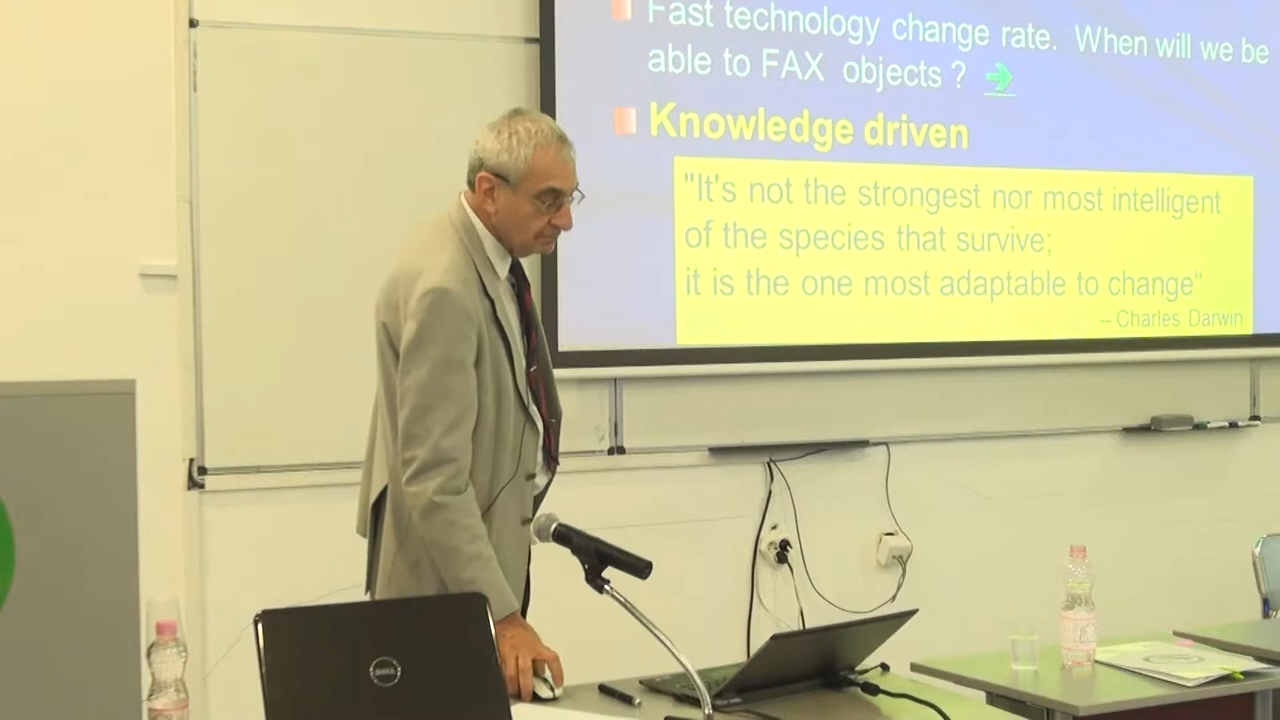 Fast technology change rate. When will we be
able to FAX objects ?
Knowledge driven
"It's not the strongest nor most intelligent
of the species that survive;
it is the one most adaptable to change"
– Charles Darwin
DELL